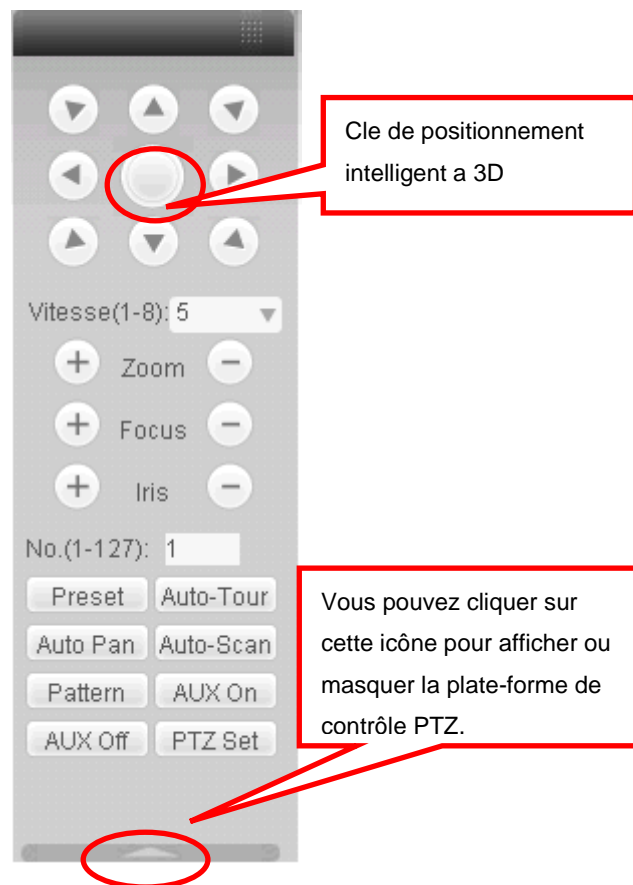 Cle de positionnement
intelligent a 3D
Vitesse(1-8): 5
Zoom
Focus
Iris
No.(1-127): 1
Preset Auto-Tour
Auto Pan Auto-Scan
Pattern AUX On
AUX Off PTZ Set
Vous pouvez cliquer sur
cette icône pour afficher ou
masquer la plate-forme de
contrôle PTZ.